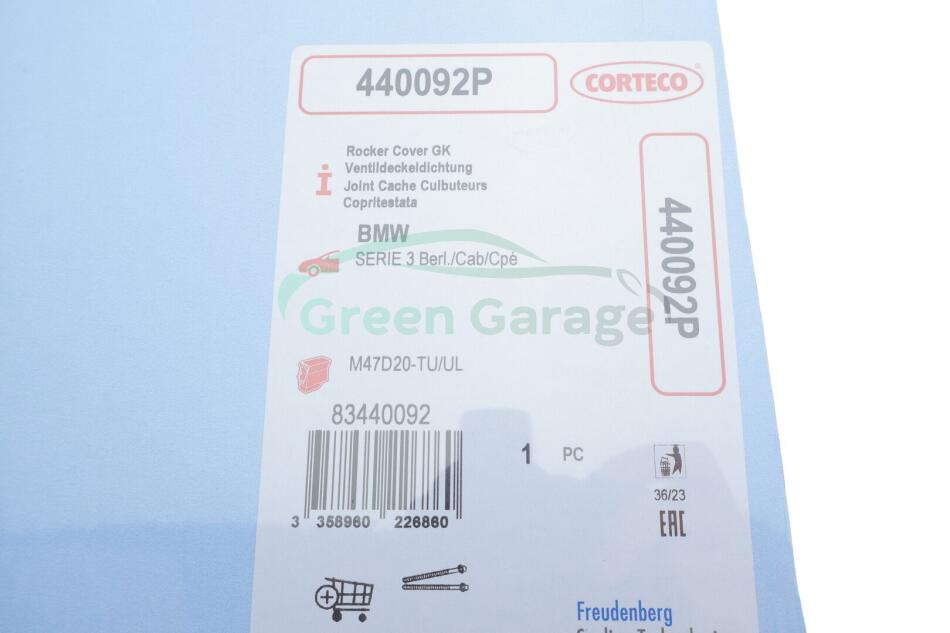 440092P
CORTECO
Rocker Cover GK
Ventildeckeldichtung
Joint Cache Culbuteurs
Copritestata
440092P
BMW
SERIE 3 Berl./Cab/Cpé
Green Garage
M47D20-TU/UL
83440092
1 PC
3 358960 226860
36/23
EAC
Freudenberg